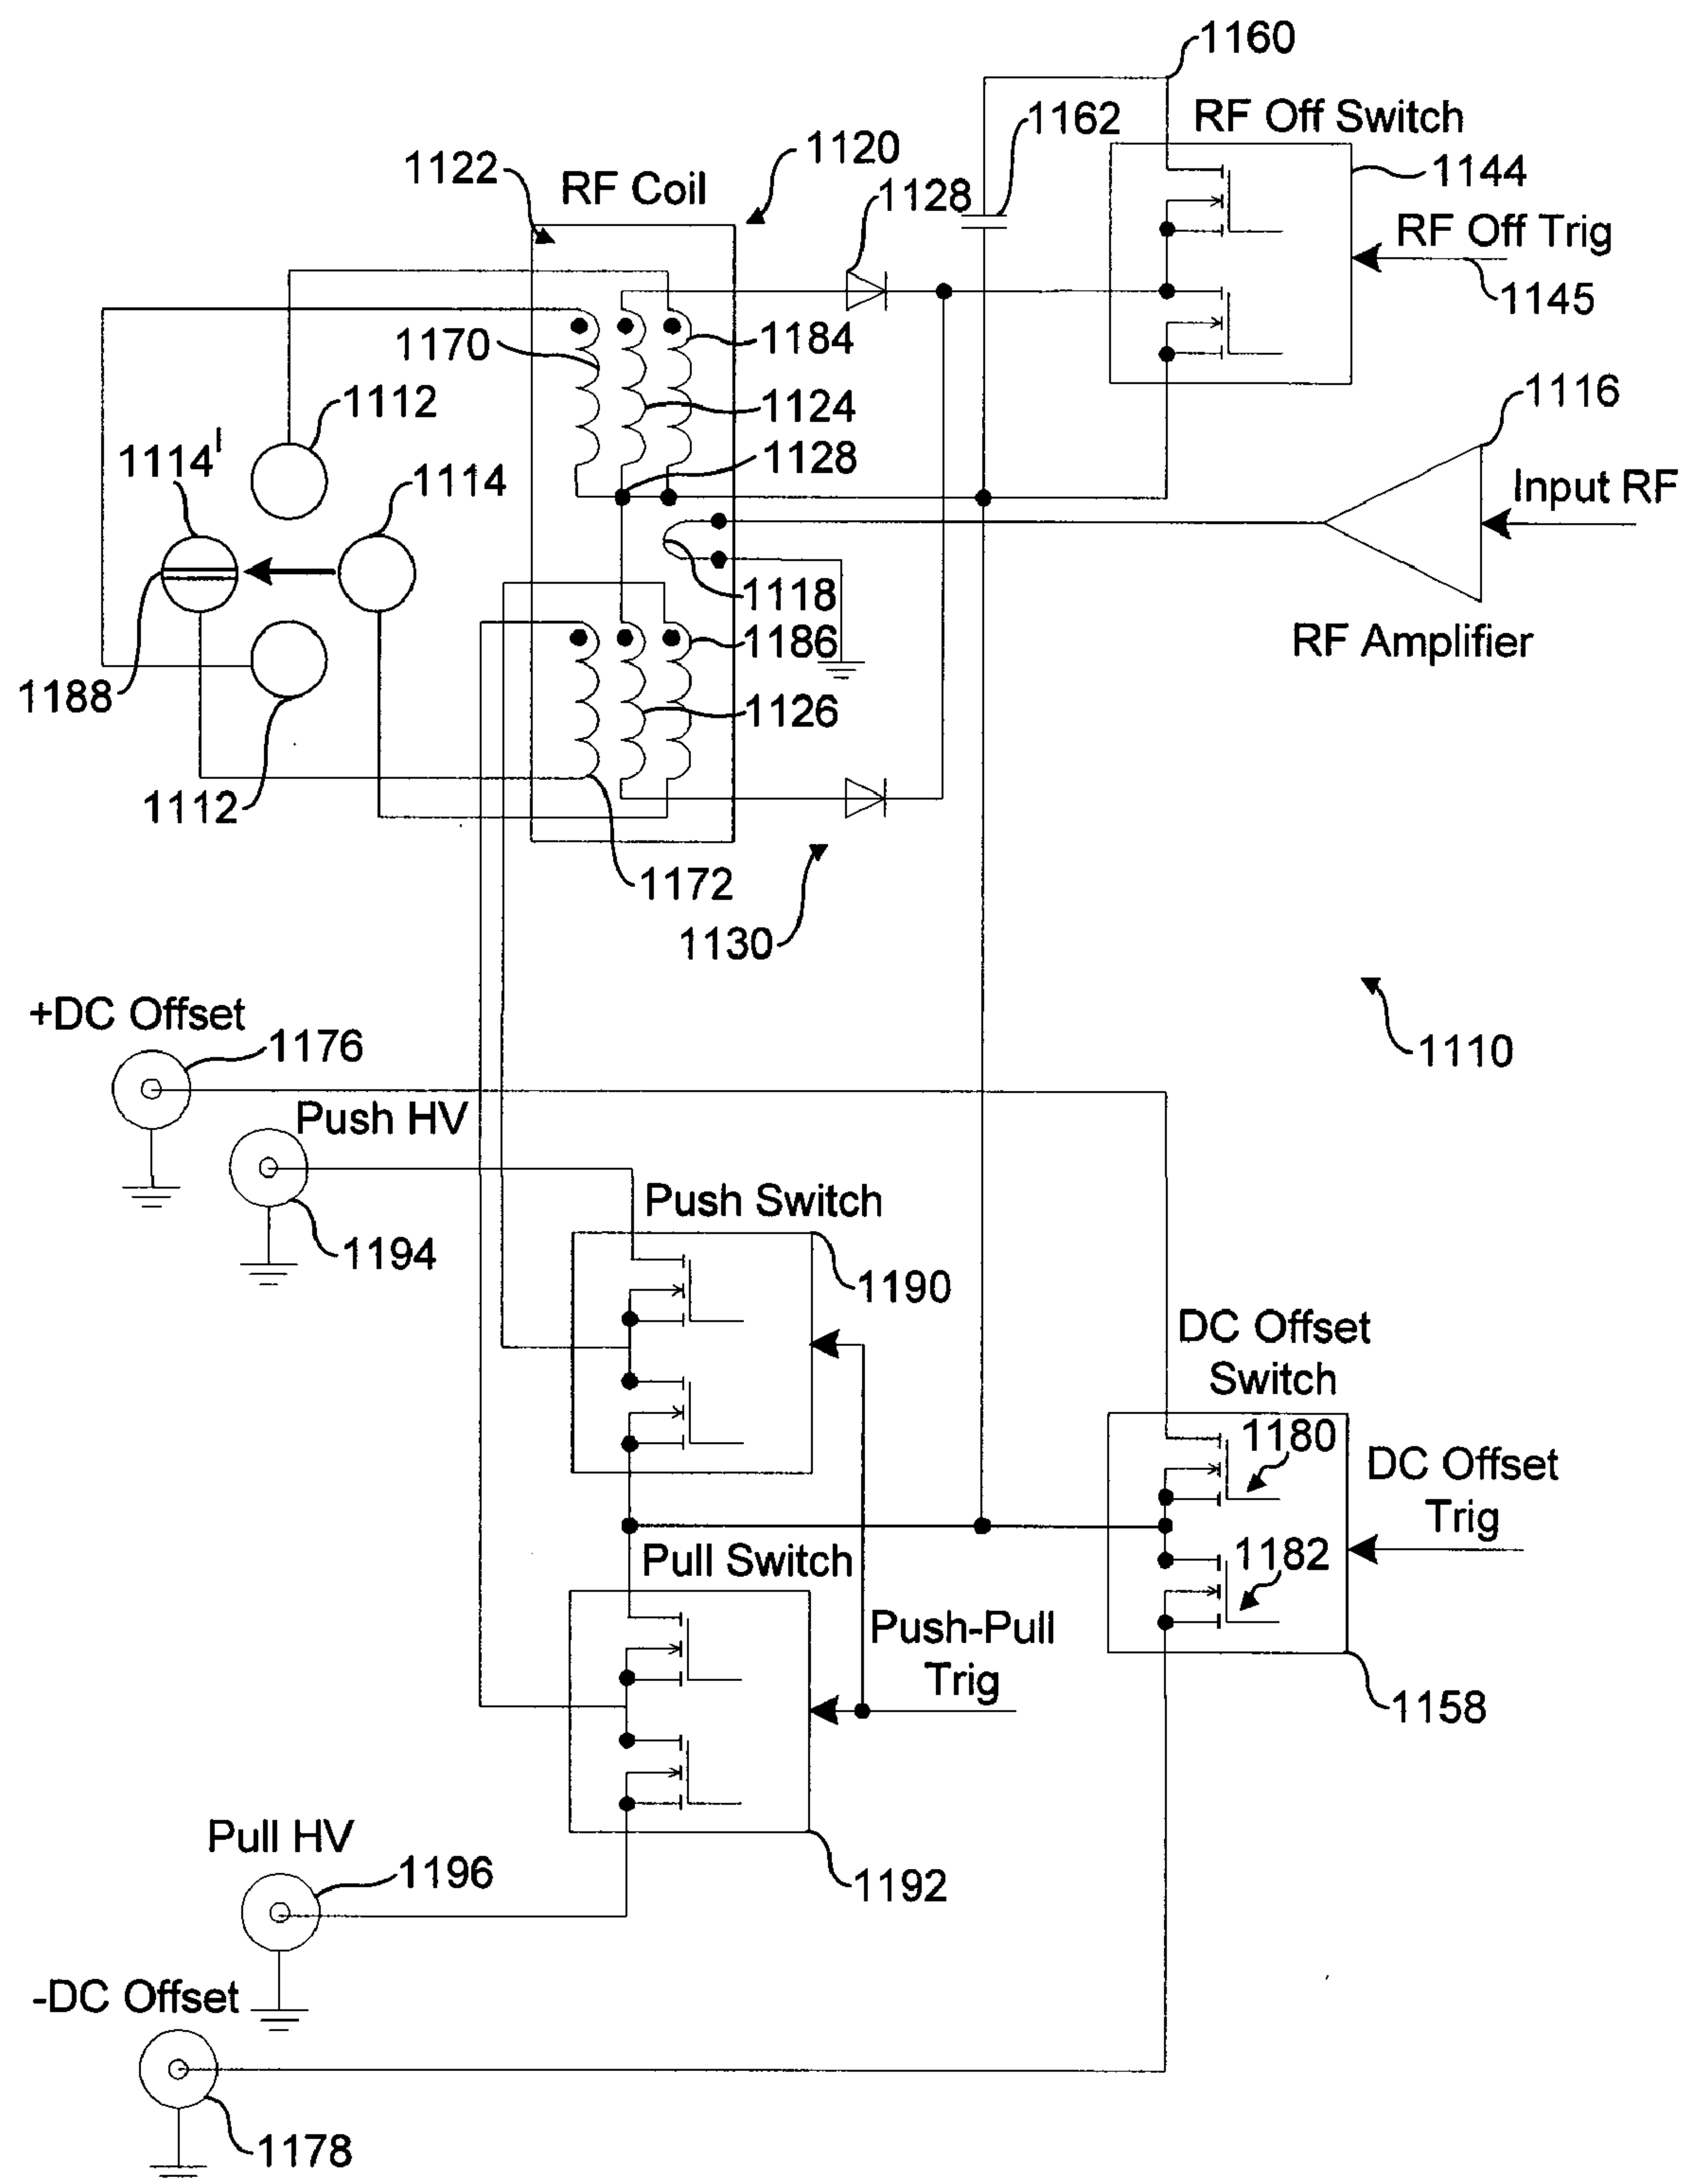 1160
RF Off Switch
1162
1120
1122
RF Coil
1128
1144
RF Off Trig
1145
1170
1184
1112
1124
1116
1114'
1114
1128
Input RF
1118
1188
1186
RF Amplifier
1126
1112
1172
1130
+DC Offset
1176
1110
Push HV
Push Switch
1194
1190
DC Offset
Switch
1180
DC Offset
Trig
Pull Switch
1182
Push-Pull
Trig
1158
Pull HV
1196
1192
-DC Offset
1178